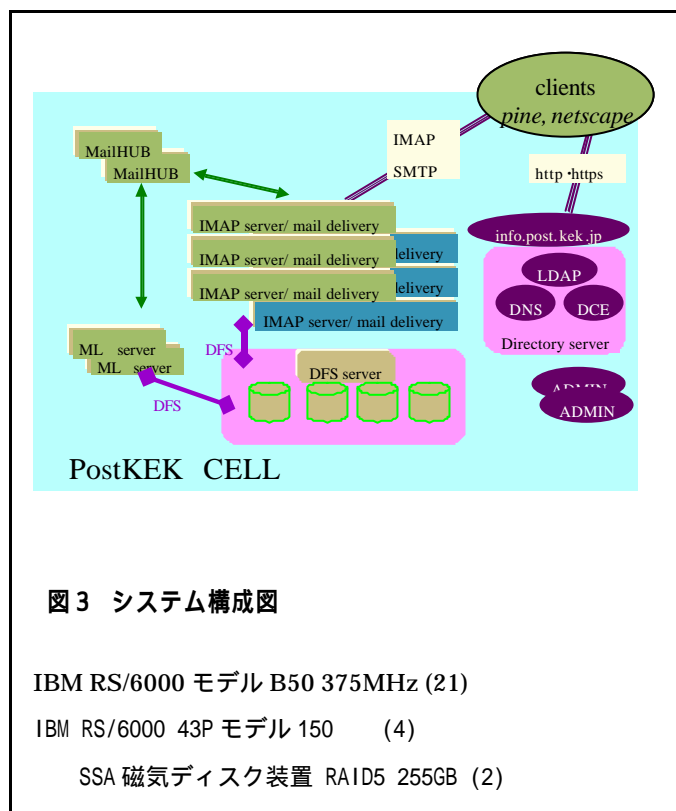 clients
pine, netscape
IMAP
SMTP
http・https
MailHUB
MailHUB
IMAP server/ mail delivery
IMAP server/ mail delivery
delivery
IMAP server/ mail delivery
delivery
IMAP server/ mail delivery
info.post.kek.jp
LDAP
DNS
DCE
Directory server
ML server
ML server
DFS
DFS
DFS server
ADMIN
ADMIN
PostKEK CELL
図3 システム構成図
IBM RS/6000 モデル B50 375MHz (21)
IBM RS/6000 43P モデル 150 (4)
SSA 磁気ディスク装置 RAID5 255GB (2)